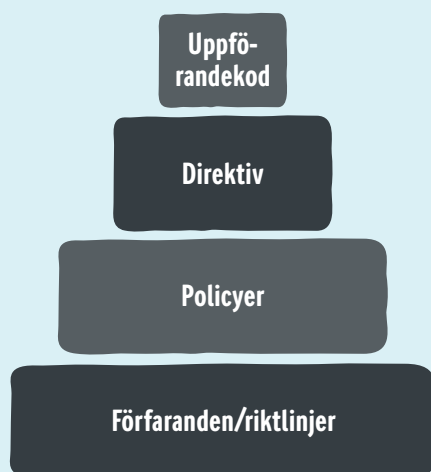 Uppfö-
randekod
Direktiv
Policyer
Förfaranden/riktlinjer